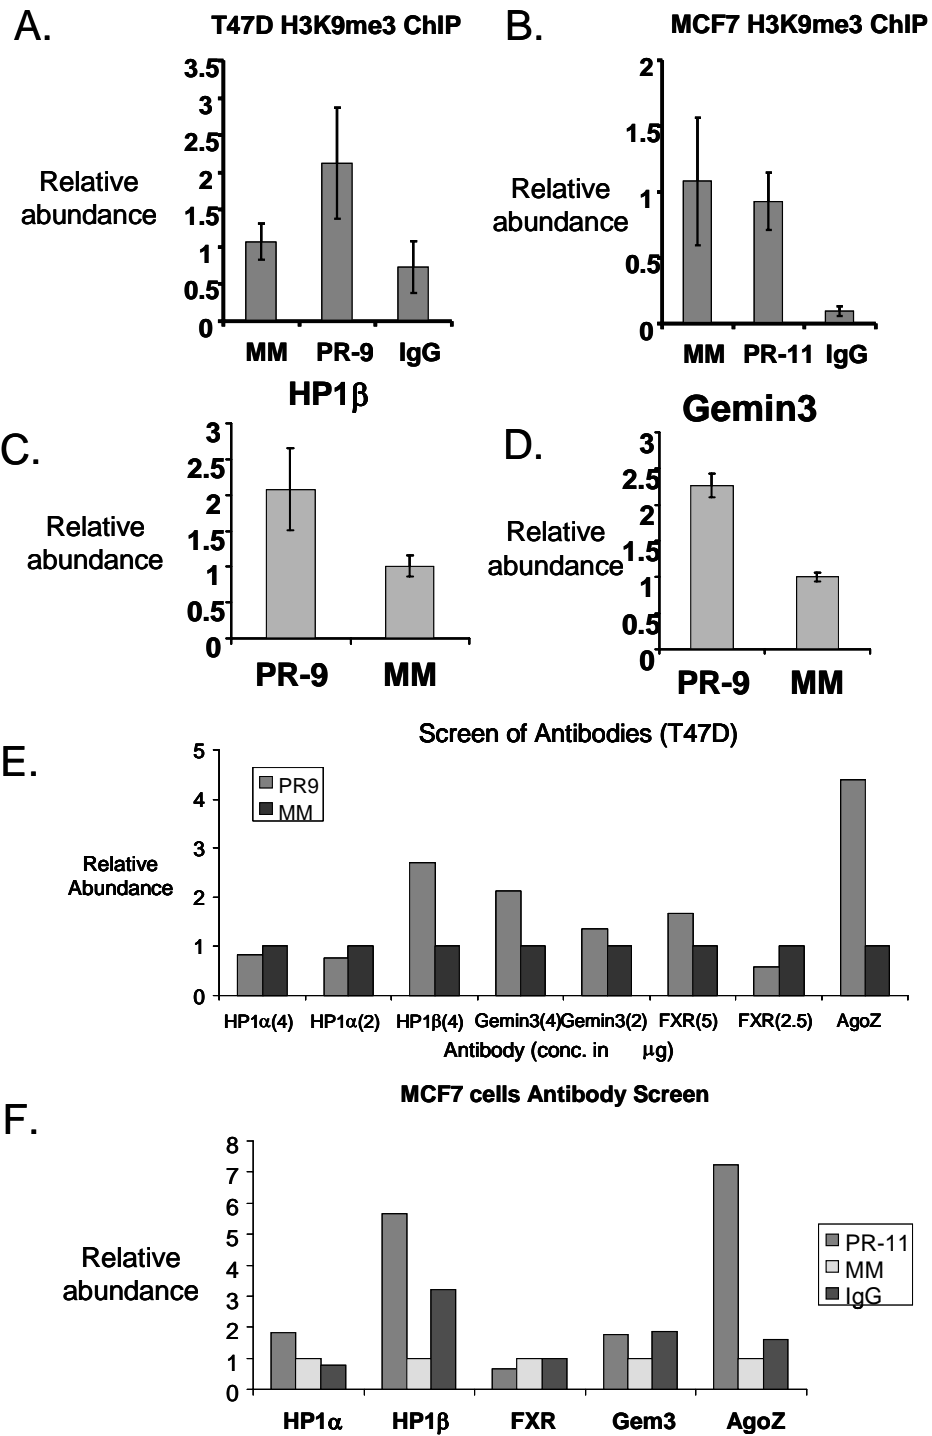 A.
T47D H3K9me3 ChIP
3.5
3
2.5
2
1.5
1
0.5
0
Relative
abundance
MM PR-9 IgG
B.
MCF7 H3K9me3 ChIP
2
1.5
1
0.5
0
Relative
abundance
MM PR-11 IgG
C.
HP1β
3
2.5
2
1.5
1
0.5
0
Relative
abundance
PR-9 MM
D.
Gemin3
3
2.5
2
1.5
1
0.5
0
Relative
abundance
PR-9 MM
E.
Screen of Antibodies (T47D)
5
4
3
2
1
0
PR9
MM
Relative
Abundance
HP1α(4) HP1α(2) HP1β(4) Gemin3(4) Gemin3(2) FXR(5) FXR(2.5) AgoZ
Antibody (conc. in μg)
F.
MCF7 cells Antibody Screen
8
7
6
5
4
3
2
1
0
Relative
abundance
PR-11
MM
IgG
HP1α HP1β FXR Gem3 AgoZ